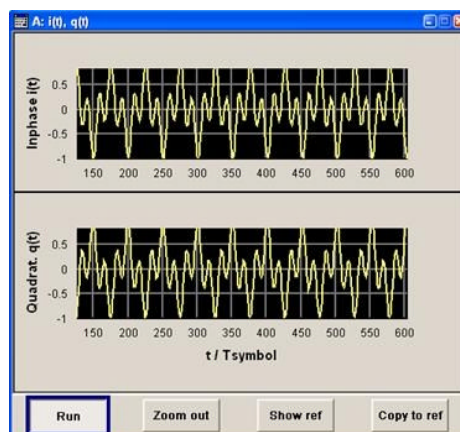 A: i(t), q(t)
Inphase i(t)
0.5
0
-0.5
-1
150 200 250 300 350 400 450 500 550 600
Quadrat. q(t)
0.5
0
-0.5
-1
150 200 250 300 350 400 450 500 550 600
t / Tsymbol
Run Zoom out Show ref Copy to ref